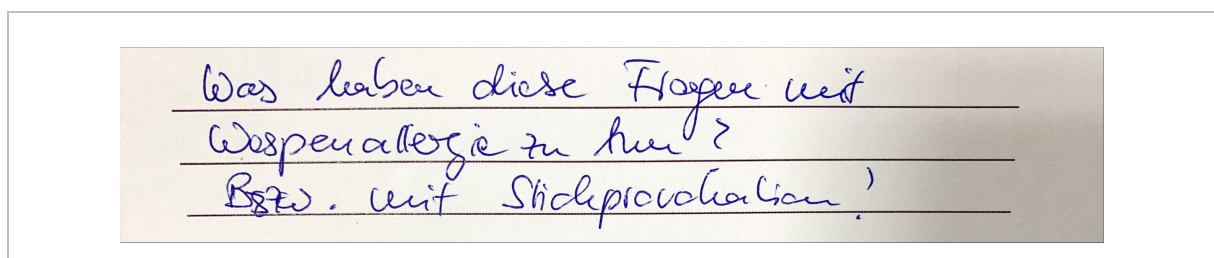 Was haben diese Fragen mit
Wespenallergie zu tun?
Bzw. mit Stichprovokation!